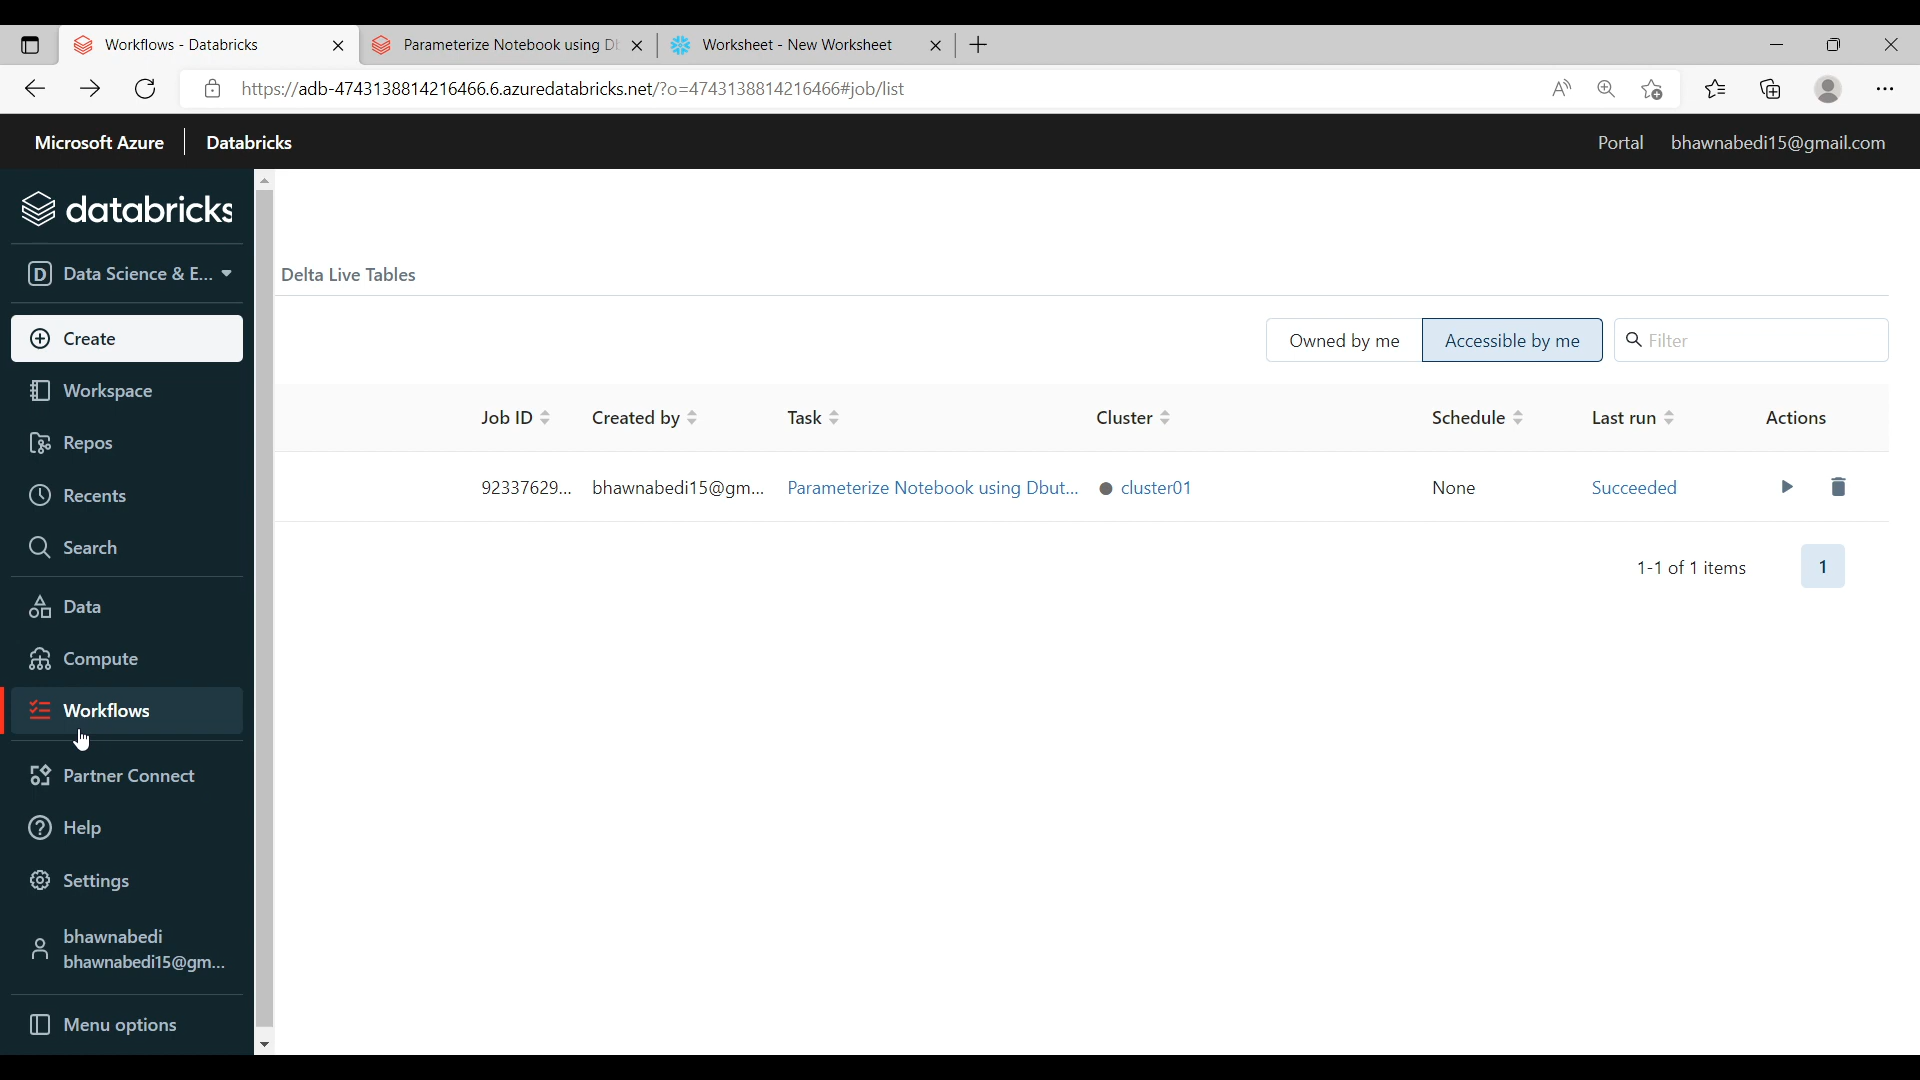 Workflows - Databricks
Parameterize Notebook using Db
Worksheet - New Worksheet
https://adb-4743138814216466.6.azuredatabricks.net/?o=4743138814216466#job/list
Microsoft Azure
Databricks
Portal
bhawnabedi15@gmail.com
databricks
Data Science & E...
Delta Live Tables
Create
Owned by me
Accessible by me
Filter
Workspace
Job ID
Created by
Task
Cluster
Schedule
Last run
Actions
Repos
Recents
92337629...
bhawnabedi15@gm...
Parameterize Notebook using Dbut...
cluster01
None
Succeeded
Search
1-1 of 1 items
1
Data
Compute
Workflows
Partner Connect
Help
Settings
bhawnabedi
bhawnabedi15@gm...
Menu options